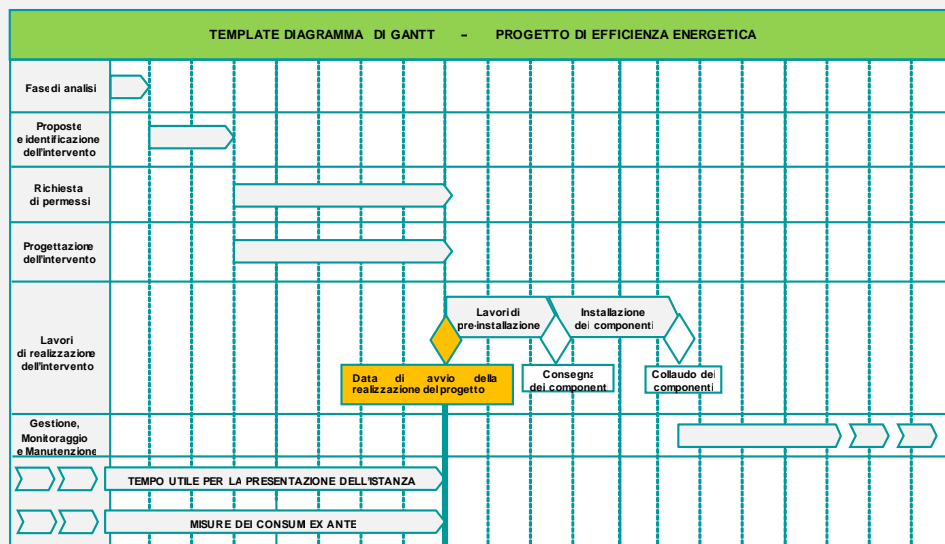 TEMPLATE DIAGRAMMA DI GANTT – PROGETTO DI EFFICIENZA ENERGETICA
Fase di analisi
Proposte
e identificazione
dell'intervento
Richiesta
di permessi
Progettazione
dell'intervento
Lavori
di realizzazione
dell'intervento
Lavori di
pre-installazione
Installazione
dei componenti
Data di avvio della
realizzazione del progetto
Consegna
dei component
Collaudo dei
componenti
Gestione,
Monitoraggio
e Manutenzione
TEMPO UTILE PER LA PRESENTAZIONE DELL'ISTANZA
MISURE DEI CONSUM EX ANTE